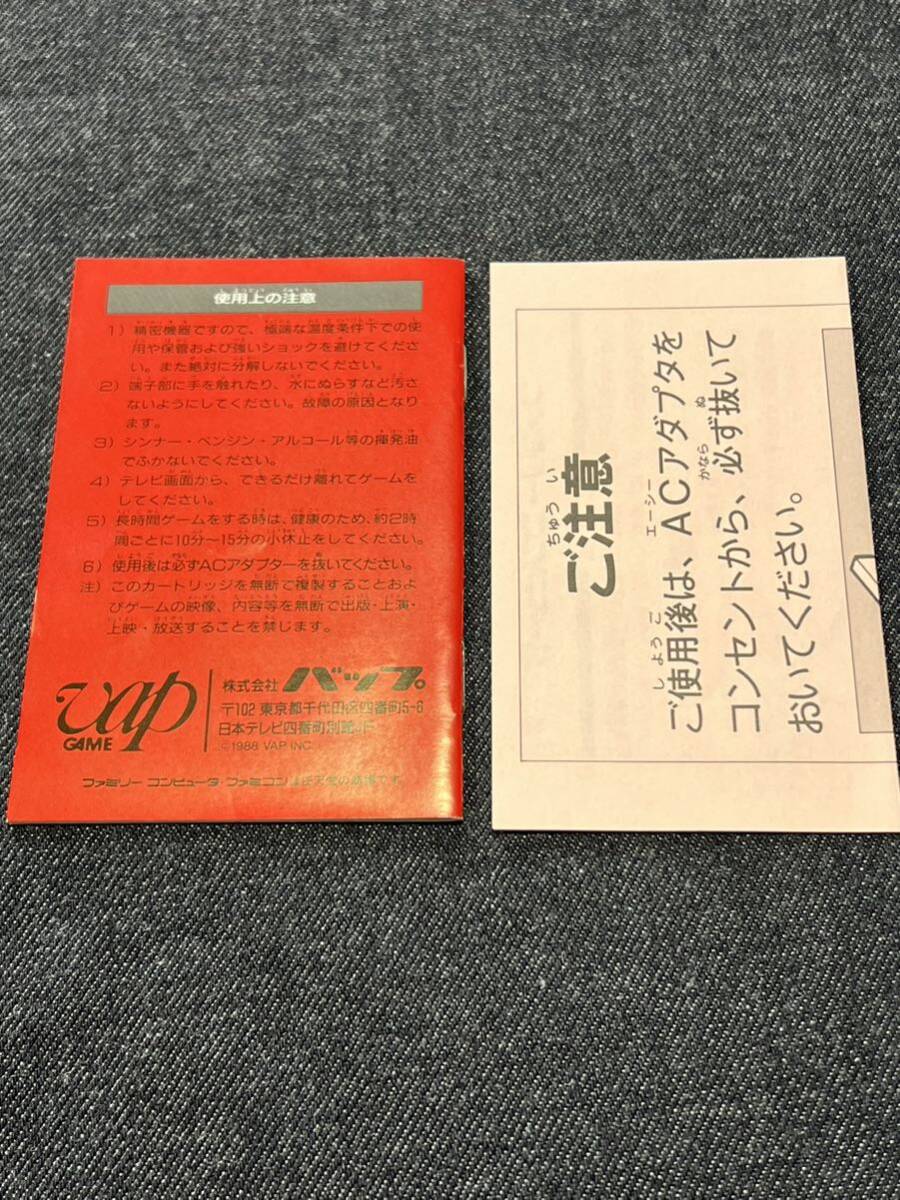 使用上の注意
1）精密機器ですので、極端な温度条件下での使
用や保管および強いショックを避けてくださ
い。また絶対に分解しないでください。
2）端子部に手を触れたり、水にぬらすなど汚さ
ないようにしてください。故障の原因となり
ます。
3）シンナー・ベンジン・アルコール等の揮発油
でふかないでください。
4）テレビ画面から、できるだけ離れてゲームを
してください。
5）長時間ゲームをする時は、健康のため、約2時
間ごとに10分〜15分の小休止をしてください。
6）使用後は必ずACアダプターを抜いてください。
注）このカートリッジを無断で複製することおよ
びゲームの映像、内容等を無断で出版・上演・
上映・放送することを禁じます。
vap
GAME
株式会社 バップ。
〒102 東京都千代田区四番町5-6
日本テレビ四番町別館
©1988 VAP INC
ファミリー コンピュータ・ファミコンは任天堂の商標です。
ちゅう い
ご注意
しようご エーシー
ご使用後は、ACアダプタを
かなら ぬ
コンセントから、必ず抜いて
おいてください。